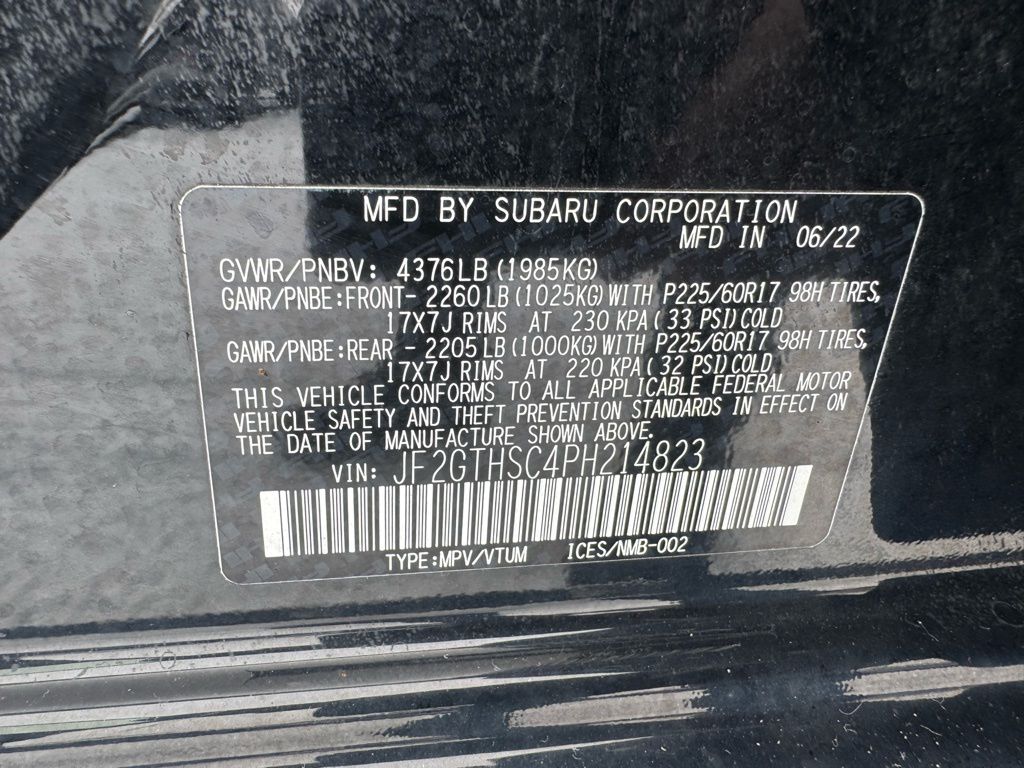 MFD BY SUBARU CORPORATION
MFD IN 06/22
GVWR/PNBV: 4376LB (1985KG)
GAWR/PNBE:FRONT- 2260 LB (1025KG) WITH P225/60R17 98H TIRES,
17X7J RIMS AT 230 KPA ( 33 PSI) COLD
GAWR/PNBE:REAR - 2205 LB (1000KG) WITH P225/60R17 98H TIRES,
17X7J RIMS AT 220 KPA ( 32 PSI) COLD
THIS VEHICLE CONFORMS TO ALL APPLICABLE FEDERAL MOTOR
VEHICLE SAFETY AND THEFT PREVENTION STANDARDS IN EFFECT ON
THE DATE OF MANUFACTURE SHOWN ABOVE.
VIN: JF2GTHSC4PH214823
TYPE:MPV/VTUM ICES/NMB-002